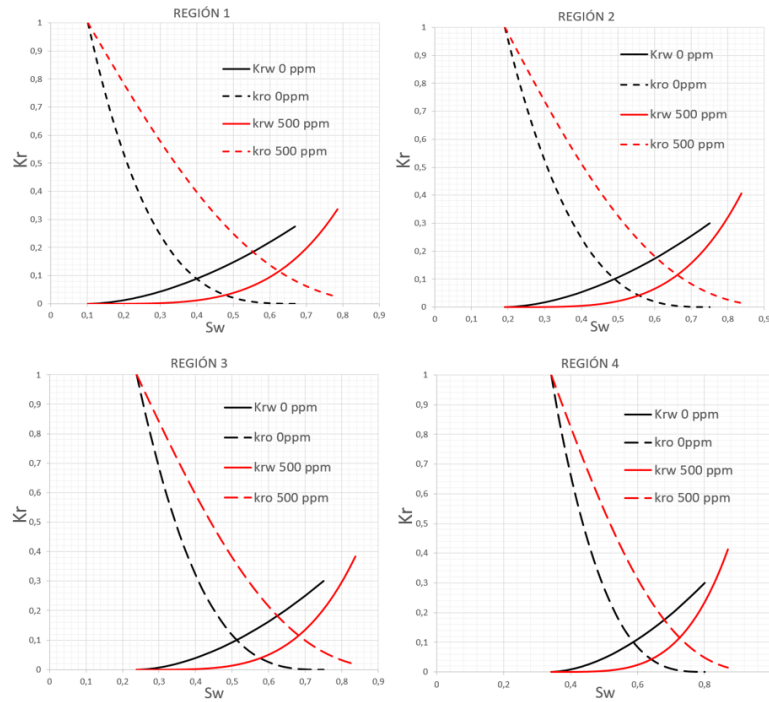 REGIÓN 1
1
0,9
0,8
0,7
0,6
0,5
0,4
0,3
0,2
0,1
0
Kr
Krw 0 ppm
kro 0ppm
krw 500 ppm
kro 500 ppm
0 0,1 0,2 0,3 0,4 0,5 0,6 0,7 0,8 0,9
Sw
REGIÓN 2
1
0,9
0,8
0,7
0,6
0,5
0,4
0,3
0,2
0,1
0
Kr
Krw 0 ppm
kro 0ppm
krw 500 ppm
kro 500 ppm
0 0,1 0,2 0,3 0,4 0,5 0,6 0,7 0,8 0,9
Sw
REGIÓN 3
1
0,9
0,8
0,7
0,6
0,5
0,4
0,3
0,2
0,1
0
Kr
Krw 0 ppm
kro 0ppm
krw 500 ppm
kro 500 ppm
0 0,1 0,2 0,3 0,4 0,5 0,6 0,7 0,8 0,9
Sw
REGIÓN 4
1
0,9
0,8
0,7
0,6
0,5
0,4
0,3
0,2
0,1
0
Kr
Krw 0 ppm
kro 0ppm
krw 500 ppm
kro 500 ppm
0 0,2 0,4 0,6 0,8
Sw